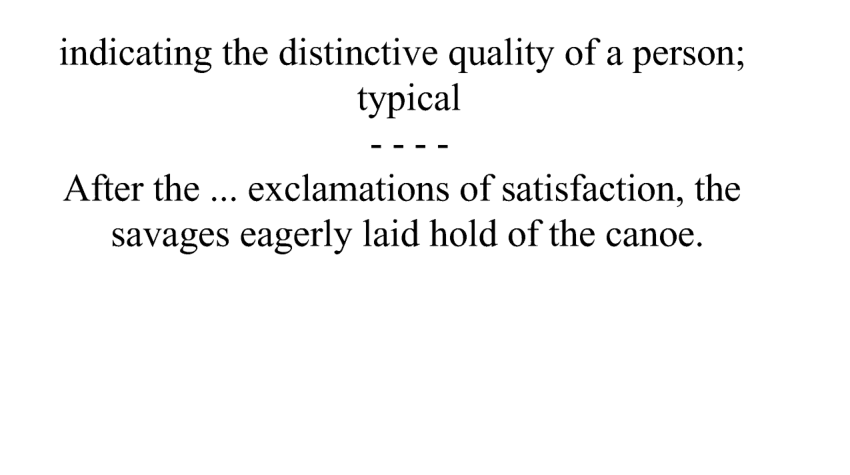 indicating the distinctive quality of a person;
typical
- - - -
After the ... exclamations of satisfaction, the
savages eagerly laid hold of the canoe.